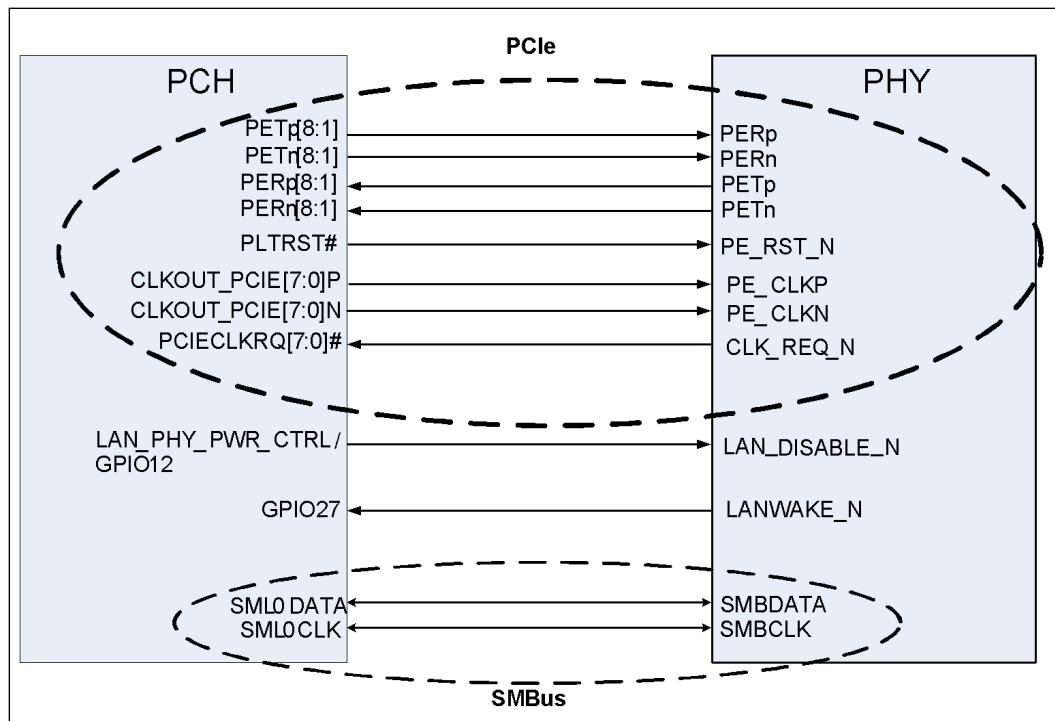 PCIe
PCH PHY
PETp[8:1] PERp
PETn[8:1] PERn
PERp[8:1] PETp
PERn[8:1] PETn
PLTRST# PE_RST_N
CLKOUT_PCIE[7:0]P PE_CLKP
CLKOUT_PCIE[7:0]N PE_CLKN
PCIECLKRQ[7:0]# CLK_REQ_N
LAN_PHY_PWR_CTRL/ LAN_DISABLE_N
GPIO12
GPIO27 LANWAKE_N
SML0DATA SMBDATA
SML0CLK SMBCLK
SMBus